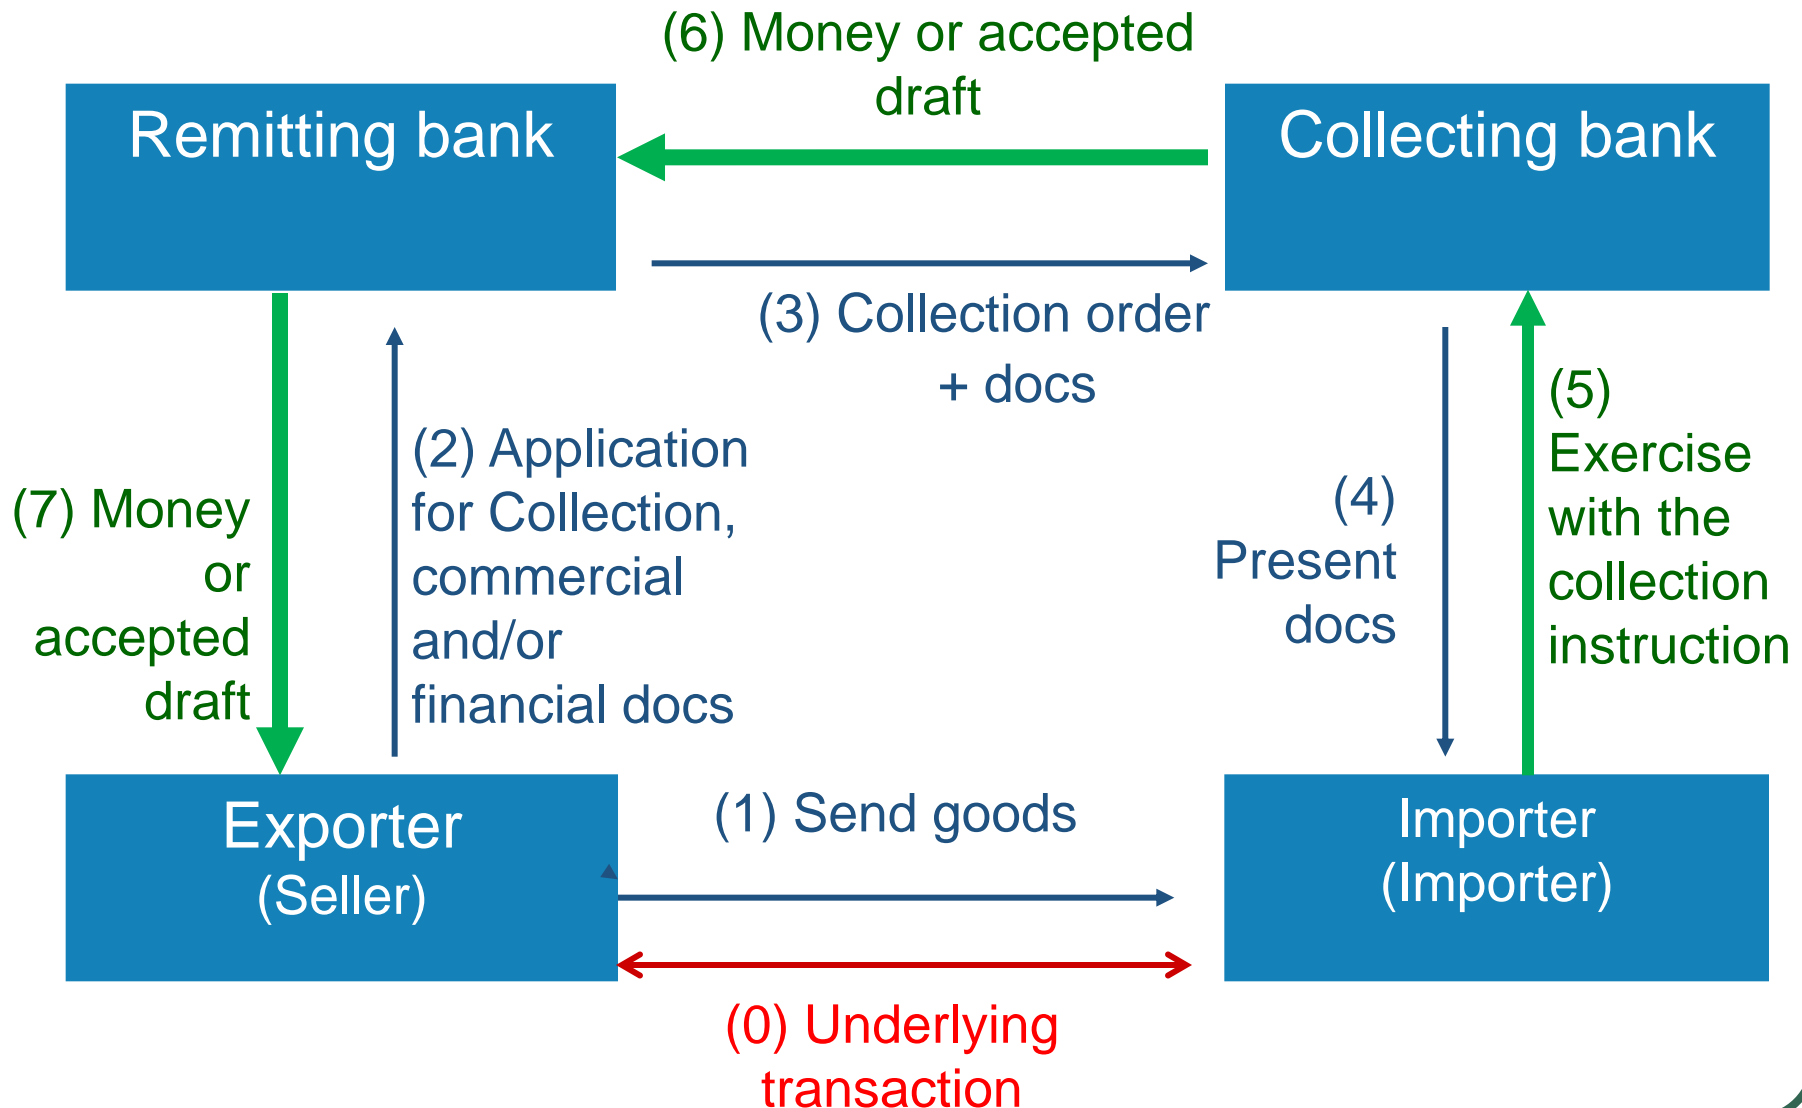 (6) Money or accepted
draft
Remitting bank
Collecting bank
(3) Collection order
+ docs
(2) Application
for Collection,
commercial
and/or
financial docs
(7) Money
or
accepted
draft
(4)
Present
docs
(5)
Exercise
with the
collection
instruction
Exporter
(Seller)
(1) Send goods
Importer
(Importer)
(0) Underlying
transaction